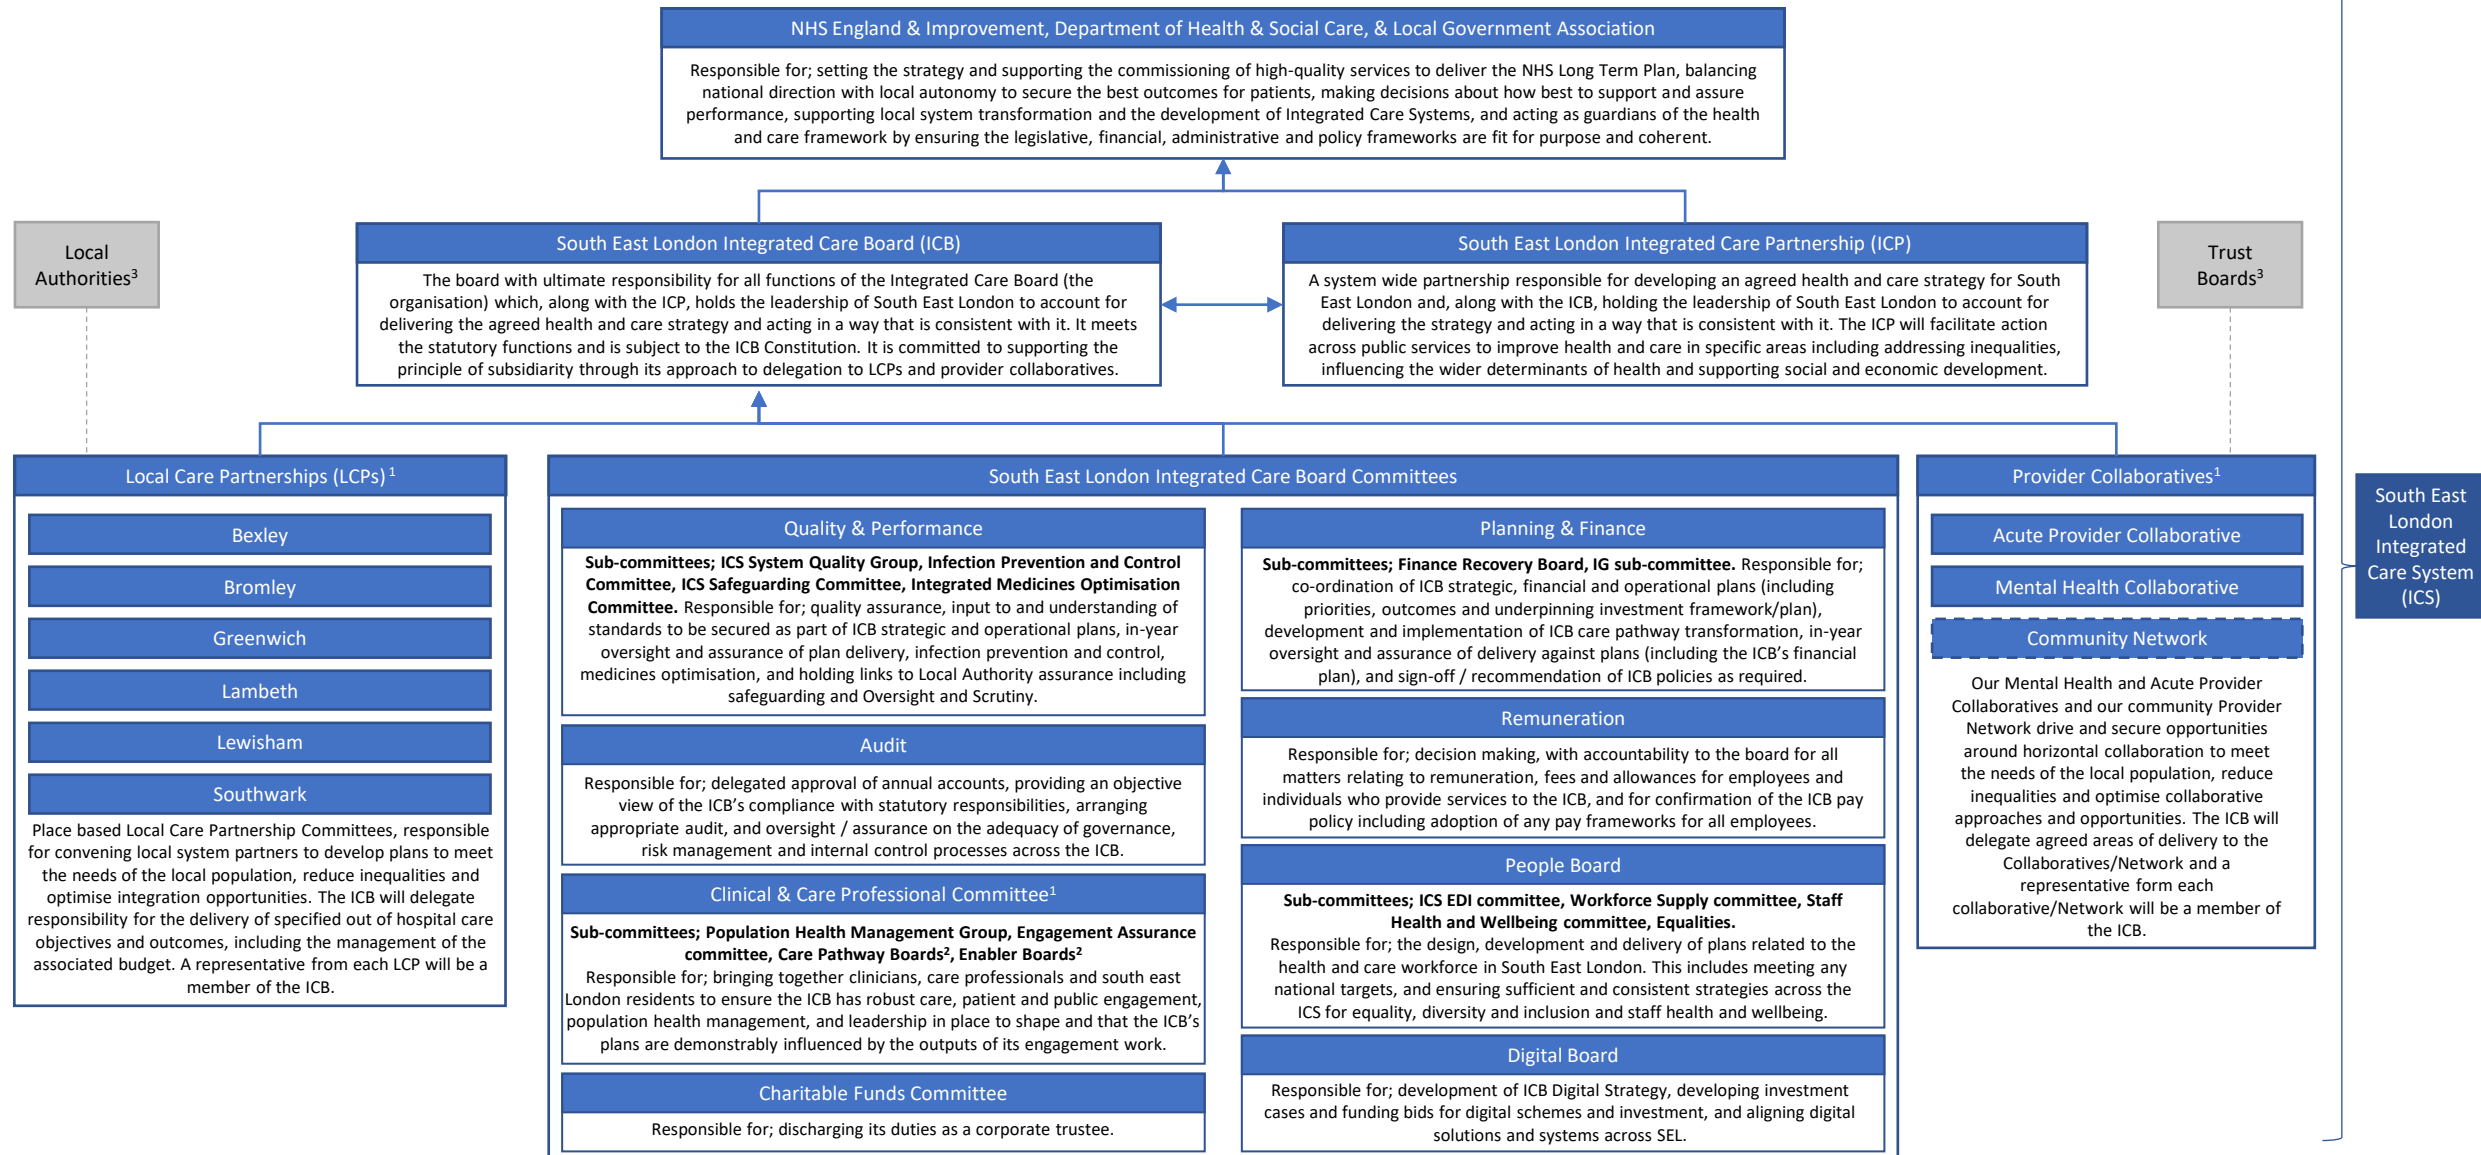 NHS England & Improvement, Department of Health & Social Care, & Local Government Association
Responsible for; setting the strategy and supporting the commissioning of high-quality services to deliver the NHS Long Term Plan, balancing
national direction with local autonomy to secure the best outcomes for patients, making decisions about how best to support and assure
performance, supporting local system transformation and the development of Integrated Care Systems, and acting as guardians of the health
and care framework by ensuring the legislative, financial, administrative and policy frameworks are fit for purpose and coherent.
Local
Authorities³
South East London Integrated Care Board (ICB)
The board with ultimate responsibility for all functions of the Integrated Care Board (the
organisation) which, along with the ICP, holds the leadership of South East London to account for
delivering the agreed health and care strategy and acting in a way that is consistent with it. It meets
the statutory functions and is subject to the ICB Constitution. It is committed to supporting the
principle of subsidiarity through its approach to delegation to LCPs and provider collaboratives.
South East London Integrated Care Partnership (ICP)
A system wide partnership responsible for developing an agreed health and care strategy for South
East London and, along with the ICB, holding the leadership of South East London to account for
delivering the strategy and acting in a way that is consistent with it. The ICP will facilitate action
across public services to improve health and care in specific areas including addressing inequalities,
influencing the wider determinants of health and supporting social and economic development.
Trust
Boards³
Local Care Partnerships (LCPs) ¹
Bexley
Bromley
Greenwich
Lambeth
Lewisham
Southwark
Place based Local Care Partnership Committees, responsible
for convening local system partners to develop plans to meet
the needs of the local population, reduce inequalities and
optimise integration opportunities. The ICB will delegate
responsibility for the delivery of specified out of hospital care
objectives and outcomes, including the management of the
associated budget. A representative from each LCP will be a
member of the ICB.
South East London Integrated Care Board Committees
Quality & Performance
Sub-committees; ICS System Quality Group, Infection Prevention and Control
Committee, ICS Safeguarding Committee, Integrated Medicines Optimisation
Committee. Responsible for; quality assurance, input to and understanding of
standards to be secured as part of ICB strategic and operational plans, in-year
oversight and assurance of plan delivery, infection prevention and control,
medicines optimisation, and holding links to Local Authority assurance including
safeguarding and Oversight and Scrutiny.
Audit
Responsible for; delegated approval of annual accounts, providing an objective
view of the ICB's compliance with statutory responsibilities, arranging
appropriate audit, and oversight / assurance on the adequacy of governance,
risk management and internal control processes across the ICB.
Clinical & Care Professional Committee¹
Sub-committees; Population Health Management Group, Engagement Assurance
committee, Care Pathway Boards², Enabler Boards²
Responsible for; bringing together clinicians, care professionals and south east
London residents to ensure the ICB has robust care, patient and public engagement,
population health management, and leadership in place to shape and that the ICB's
plans are demonstrably influenced by the outputs of its engagement work.
Charitable Funds Committee
Responsible for; discharging its duties as a corporate trustee.
Planning & Finance
Sub-committees; Finance Recovery Board, IG sub-committee. Responsible for;
co-ordination of ICB strategic, financial and operational plans (including
priorities, outcomes and underpinning investment framework/plan),
development and implementation of ICB care pathway transformation, in-year
oversight and assurance of delivery against plans (including the ICB's financial
plan), and sign-off / recommendation of ICB policies as required.
Remuneration
Responsible for; decision making, with accountability to the board for all
matters relating to remuneration, fees and allowances for employees and
individuals who provide services to the ICB, and for confirmation of the ICB pay
policy including adoption of any pay frameworks for all employees.
People Board
Sub-committees; ICS EDI committee, Workforce Supply committee, Staff
Health and Wellbeing committee, Equalities.
Responsible for; the design, development and delivery of plans related to the
health and care workforce in South East London. This includes meeting any
national targets, and ensuring sufficient and consistent strategies across the
ICS for equality, diversity and inclusion and staff health and wellbeing.
Digital Board
Responsible for; development of ICB Digital Strategy, developing investment
cases and funding bids for digital schemes and investment, and aligning digital
solutions and systems across SEL.
Provider Collaboratives¹
Acute Provider Collaborative
Mental Health Collaborative
Community Network
Our Mental Health and Acute Provider
Collaboratives and our community Provider
Network drive and secure opportunities
around horizontal collaboration to meet
the needs of the local population, reduce
inequalities and optimise collaborative
approaches and opportunities. The ICB will
delegate agreed areas of delivery to the
Collaboratives/Network and a
representative form each
collaborative/Network will be a member of
the ICB.
South East
London
Integrated
Care System
(ICS)